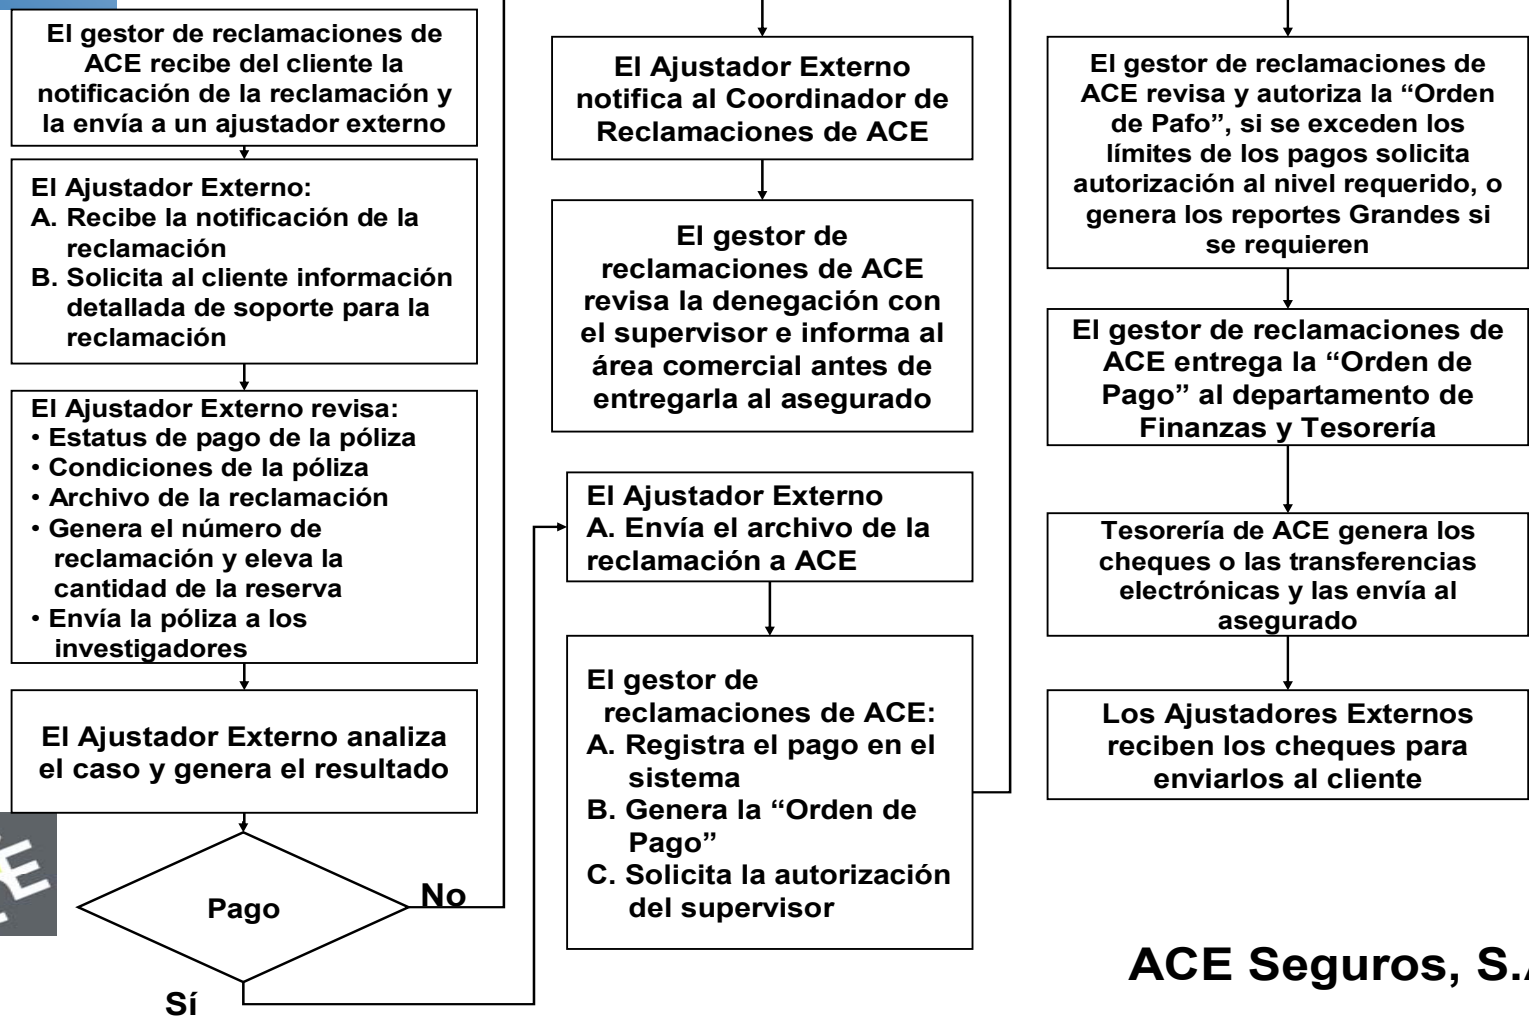 El gestor de reclamaciones de
ACE recibe del cliente la
notificación de la reclamación y
la envía a un ajustador externo
El Ajustador Externo:
A. Recibe la notificación de la
reclamación
B. Solicita al cliente información
detallada de soporte para la
reclamación
El Ajustador Externo revisa:
• Estatus de pago de la póliza
• Condiciones de la póliza
• Archivo de la reclamación
• Genera el número de
reclamación y eleva la
cantidad de la reserva
• Envía la póliza a los
investigadores
El Ajustador Externo analiza
el caso y genera el resultado
Pago
No
Sí
El Ajustador Externo
notifica al Coordinador de
Reclamaciones de ACE
El gestor de
reclamaciones de ACE
revisa la denegación con
el supervisor e informa al
área comercial antes de
entregarla al asegurado
El Ajustador Externo
A. Envía el archivo de la
reclamación a ACE
El gestor de
reclamaciones de ACE:
A. Registra el pago en el
sistema
B. Genera la “Orden de
Pago”
C. Solicita la autorización
del supervisor
El gestor de reclamaciones de
ACE revisa y autoriza la “Orden
de Pafo”, si se exceden los
límites de los pagos solicita
autorización al nivel requerido, o
genera los reportes Grandes si
se requieren
El gestor de reclamaciones de
ACE entrega la “Orden de
Pago” al departamento de
Finanzas y Tesorería
Tesorería de ACE genera los
cheques o las transferencias
electrónicas y las envía al
asegurado
Los Ajustadores Externos
reciben los cheques para
enviarlos al cliente
ACE Seguros, S.A